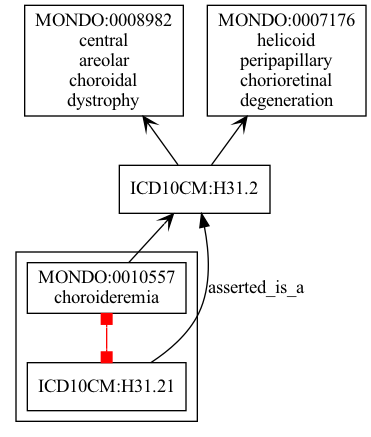 MONDO:0008982
central
areolar
choroidal
dystrophy
MONDO:0007176
helicoid
peripapillary
chorioretinal
degeneration
ICD10CM:H31.2
MONDO:0010557
choroideremia
asserted_is_a
ICD10CM:H31.21